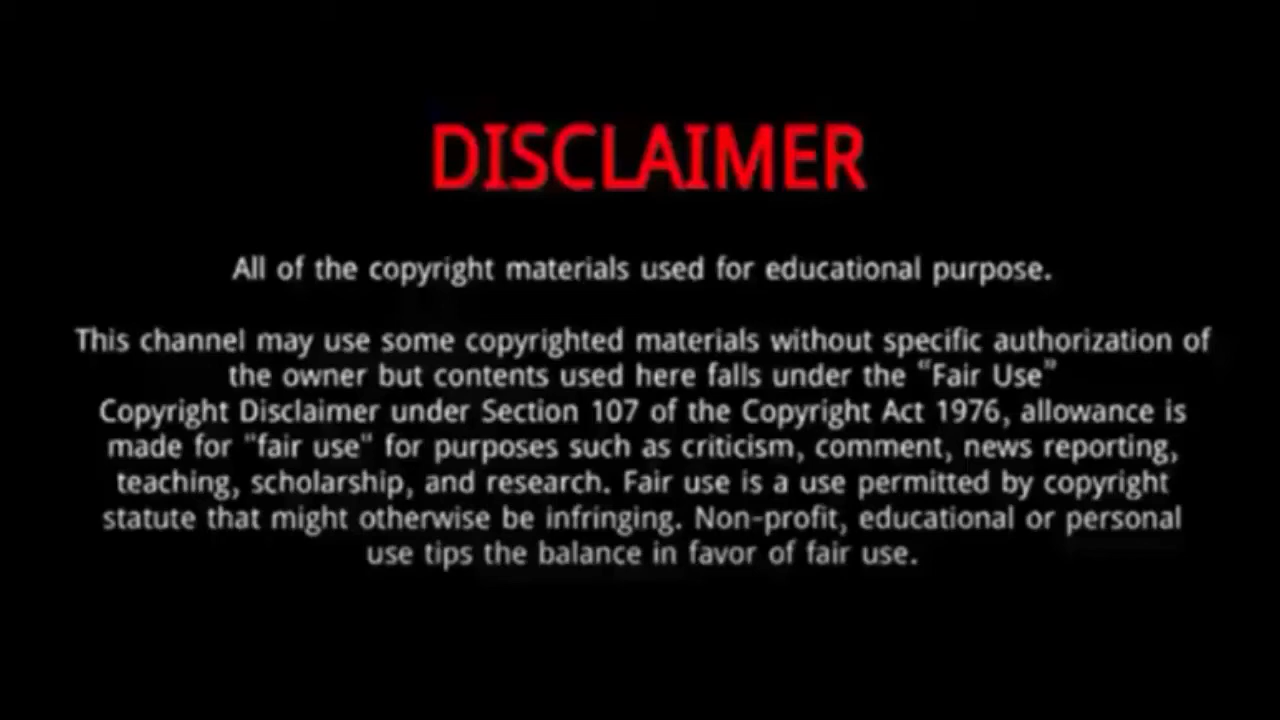 DISCLAIMER
All of the copyright materials used for educational purpose.
This channel may use some copyrighted materials without specific authorization of
the owner but contents used here falls under the “Fair Use”
Copyright Disclaimer under Section 107 of the Copyright Act 1976, allowance is
made for "fair use" for purposes such as criticism, comment, news reporting,
teaching, scholarship, and research. Fair use is a use permitted by copyright
statute that might otherwise be infringing. Non-profit, educational or personal
use tips the balance in favor of fair use.